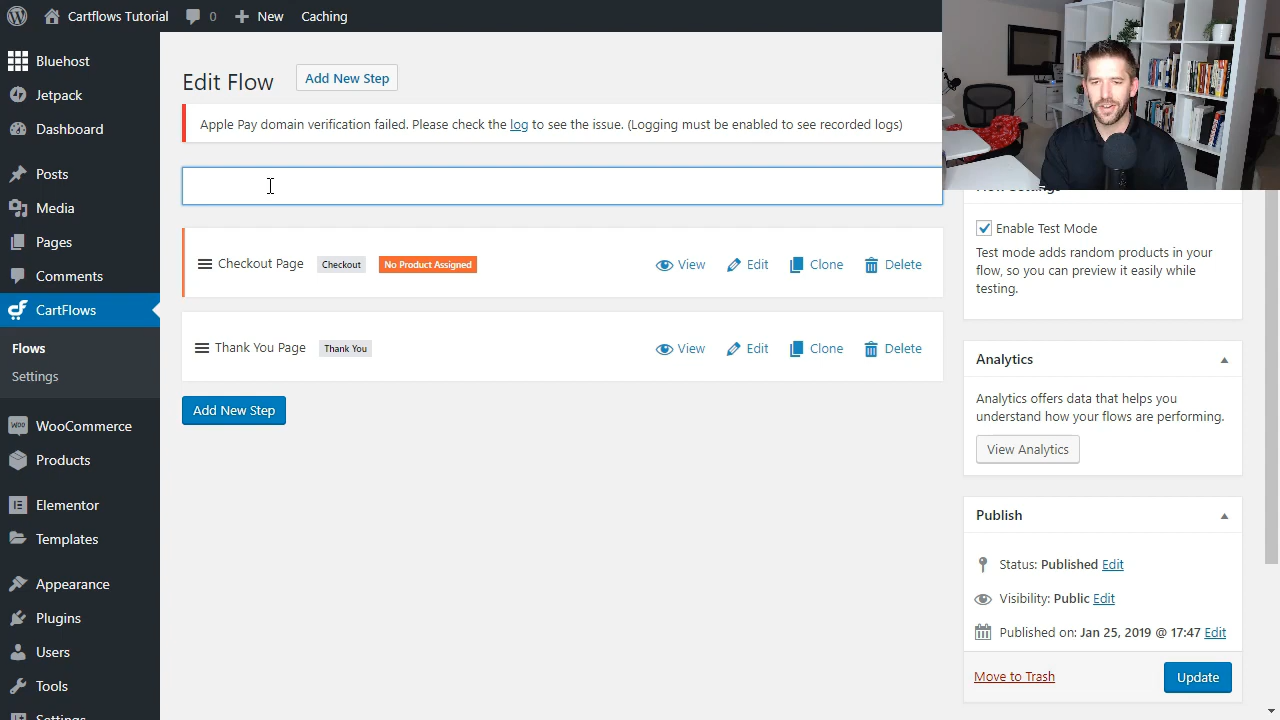 Cartflows Tutorial
0
New
Caching
Bluehost
Jetpack
Dashboard
Posts
Media
Pages
Comments
CartFlows
Flows
Settings
WooCommerce
Products
Elementor
Templates
Appearance
Plugins
Users
Tools
Settings
Edit Flow
Add New Step
Apple Pay domain verification failed. Please check the log to see the issue. (Logging must be enabled to see recorded logs)
Checkout Page Checkout No Product Assigned View Edit Clone Delete
Thank You Page Thank You View Edit Clone Delete
Add New Step
Flow Settings
Enable Test Mode
Test mode adds random products in your
flow, so you can preview it easily while
testing.
Analytics
Analytics offers data that helps you
understand how your flows are performing.
View Analytics
Publish
Status: Published Edit
Visibility: Public Edit
Published on: Jan 25, 2019 @ 17:47 Edit
Move to Trash
Update